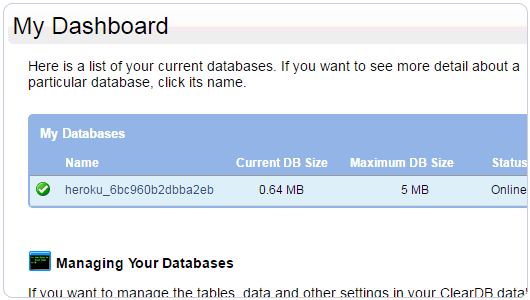 My Dashboard
Here is a list of your current databases. If you want to see more detail about a
particular database, click its name.
My Databases
Name Current DB Size Maximum DB Size Status
heroku_6bc960b2dbba2eb 0.64 MB 5 MB Online
Managing Your Databases
If you want to manage the tables, data and other settings in your ClearDB